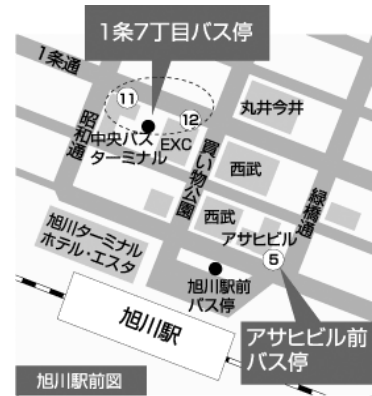 1条7丁目バス停
1条通
昭和通
11
12
中央バス
ターミナル
EXC
買い物公園
丸井今井
西武
西武
緑橋通
アサヒビル
5
旭川ターミナル
ホテル・エスタ
旭川駅前
バス停
旭川駅
アサヒビル前
バス停
旭川駅前図